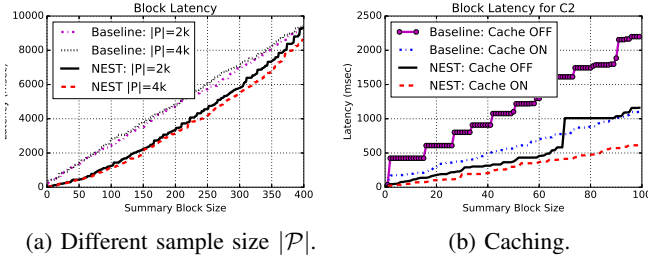 Block Latency
10000
8000
6000
4000
2000
0
Baseline: |P|=2k
Baseline: |P|=4k
NEST: |P|=2k
NEST |P|=4k
0 50 100 150 200 250 300 350 400
Summary Block Size
(a) Different sample size |𝒫|.
Block Latency for C2
Latency (msec)
2500
2000
1500
1000
500
0
Baseline: Cache OFF
Baseline: Cache ON
NEST: Cache OFF
NEST: Cache ON
0 20 40 60 80 100
Summary Block Size
(b) Caching.